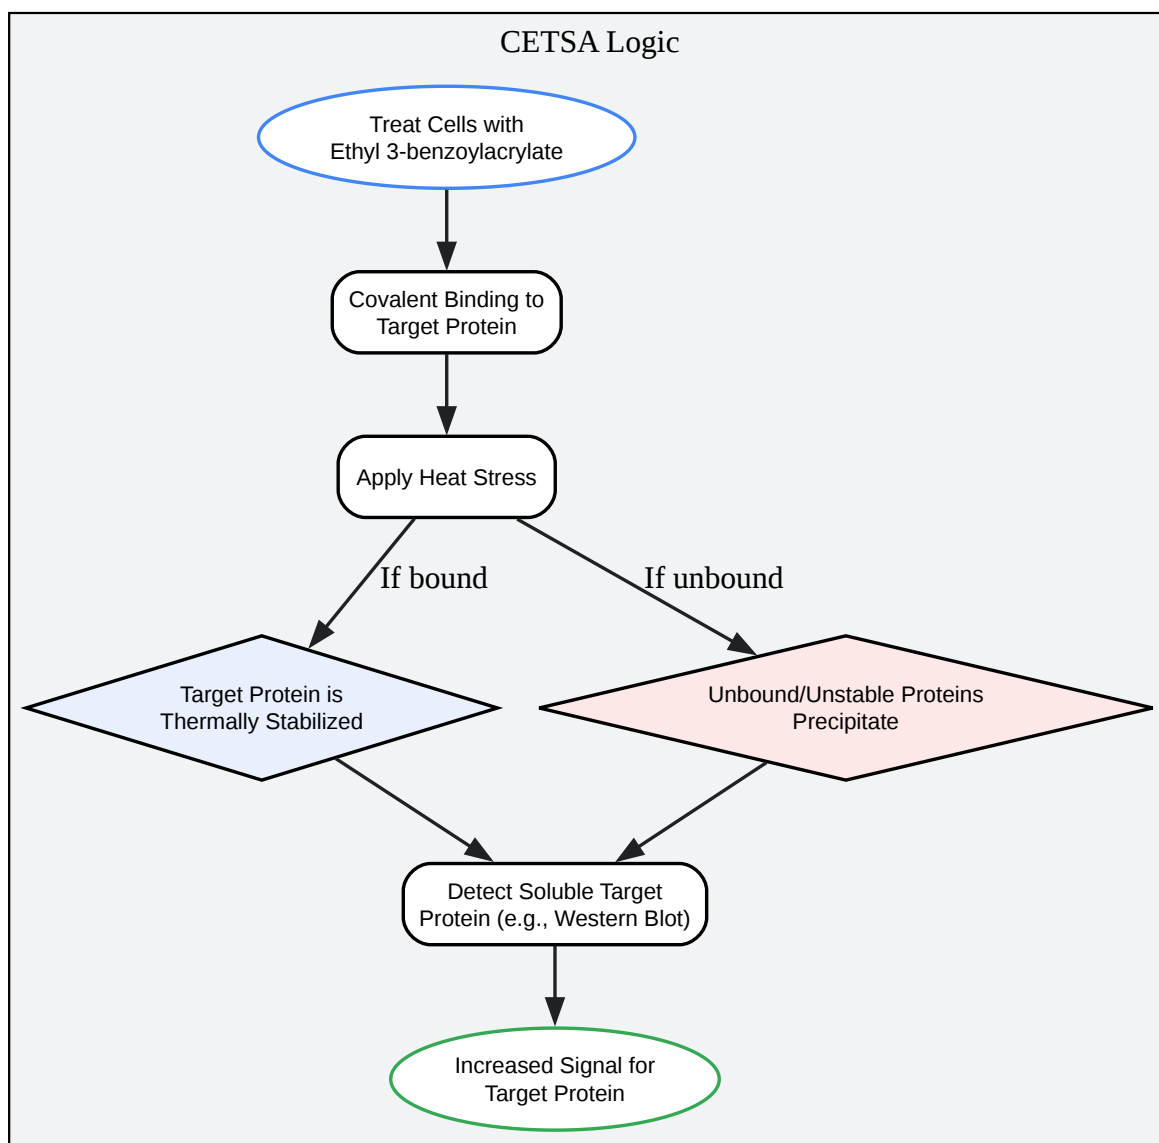 CETSA Logic
Treat Cells with
Ethyl 3-benzoylacrylate
Covalent Binding to
Target Protein
Apply Heat Stress
If bound
If unbound
Target Protein is
Thermally Stabilized
Unbound/Unstable Proteins
Precipitate
Detect Soluble Target
Protein (e.g., Western Blot)
Increased Signal for
Target Protein